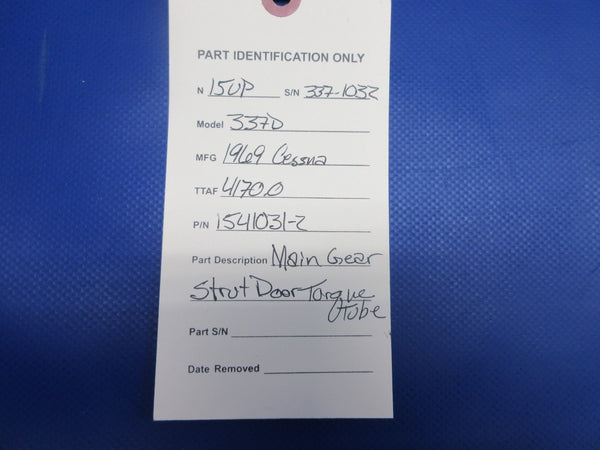 PART IDENTIFICATION ONLY
N 15UP S/N 337-1032
Model 337D
MFG 1969 Cessna
TTAF 4170.0
P/N 1541031-2
Part Description Main Gear
Strut Door Torque
Tube
Part S/N
Date Removed